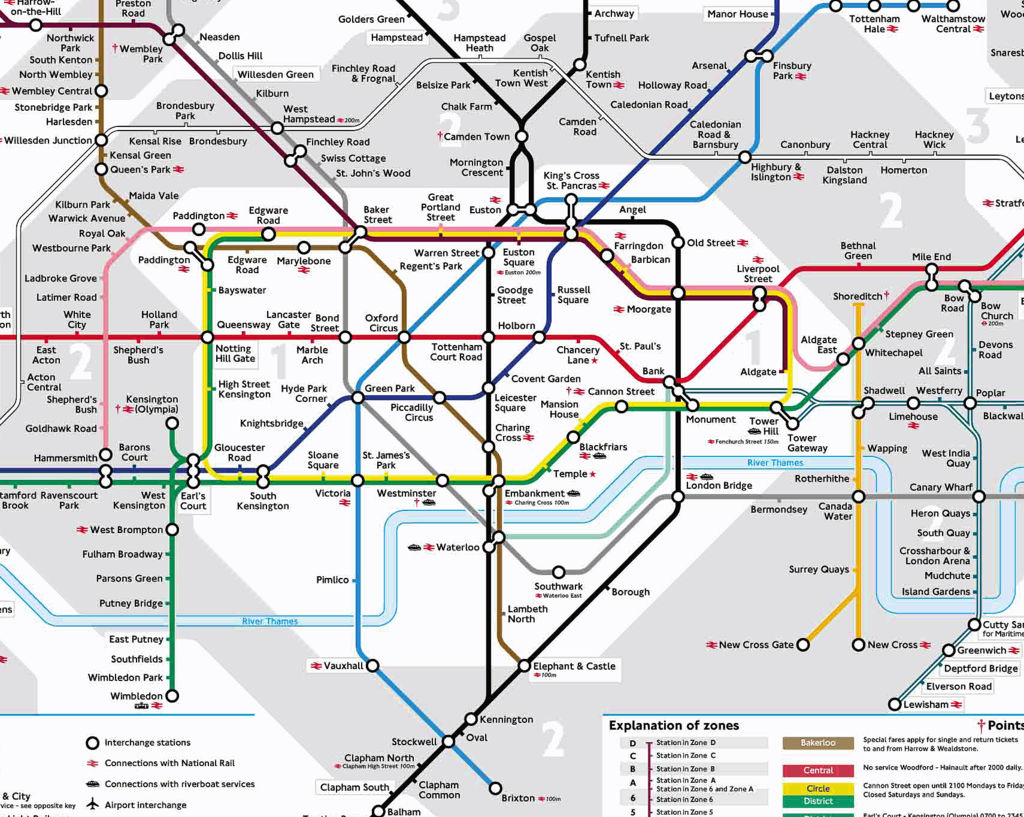 Harrow-
on-the-Hill
Preston
Road
Northwick
Park
South Kenton
North Wembley
Wembley Central
Stonebridge Park
Harlesden
Willesden Junction
Kensal Green
Queen's Park
†Wembley
Park
Neasden
Dollis Hill
Willesden Green
Kilburn
West
Hampstead 200m
Brondesbury
Park
Kensal Rise
Brondesbury
Finchley Road
Swiss Cottage
St. John's Wood
Finchley Road
& Frognal
Golders Green
Hampstead
Hampstead
Heath
Gospel
Oak
Belsize Park
Chalk Farm
†Camden Town
Mornington
Crescent
Kentish
Town West
Archway
Tufnell Park
Kentish
Town
Camden
Road
Manor House
Arsenal
Holloway Road
Caledonian Road
Caledonian
Road &
Barnsbury
Finsbury
Park
Tottenham
Hale
Walthamstow
Central
Highbury &
Islington
Canonbury
Dalston
Kingsland
Hackney
Central
Homerton
Hackney
Wick
Snaresb
Leytons
Stratfo
3
2
3
2
Maida Vale
Kilburn Park
Warwick Avenue
Royal Oak
Westbourne Park
Ladbroke Grove
Latimer Road
Paddington
Paddington
Edgware
Road
Edgware
Road
Marylebone
Baker
Street
Great
Portland
Street
Euston
King's Cross
St. Pancras
Angel
Old Street
Warren Street
Euston
Square
Euston 200m
Regent's Park
Farringdon
Barbican
Moorgate
Liverpool
Street
Bethnal
Green
Mile End
Shoreditch†
Bow
Road
Bow
Church
200m
Stepney Green
Whitechapel
Aldgate
East
Aldgate
Devons
Road
All Saints
Bayswater
Goodge
Street
Russell
Square
White
City
Holland
Park
Queensway
Lancaster
Gate
Bond
Street
Oxford
Circus
Holborn
East
Acton
Shepherd's
Bush
Notting
Hill Gate
Marble
Arch
Tottenham
Court Road
Chancery
Lane★
St. Paul's
Bank
1
2
1
2
Acton
Central
Shepherd's
Bush
Goldhawk Road
Hammersmith
Kensington
†(Olympia)
High Street
Kensington
Hyde Park
Corner
Knightsbridge
Green Park
Piccadilly
Circus
Covent Garden
Leicester
Square
Charing
Cross
†Cannon Street
Mansion
House
Blackfriars
Temple★
Monument
Tower
Hill
Fenchurch Street 150m
Tower
Gateway
Shadwell
Westferry
Poplar
Limehouse
Blackwal
Wapping
Rotherhithe
West India
Quay
Canary Wharf
River Thames
London Bridge
Bermondsey
Canada
Water
Barons
Court
Gloucester
Road
Sloane
Square
St. James's
Park
tamford
Brook
Ravenscourt
Park
West
Kensington
Earl's
Court
South
Kensington
Victoria
Westminster
Embankment
Charing Cross 100m
Waterloo
Southwark
Waterloo East
Borough
Lambeth
North
Pimlico
West Brompton
Fulham Broadway
Parsons Green
Putney Bridge
East Putney
Southfields
Wimbledon Park
Wimbledon
River Thames
Heron Quays
South Quay
Crossharbour &
London Arena
Mudchute
Island Gardens
2
Surrey Quays
New Cross Gate
New Cross
Cutty Sa
for Maritime
Greenwich
Deptford Bridge
Elverson Road
Lewisham
Vauxhall
Elephant & Castle
100m
Kennington
Oval
Stockwell
Clapham North
Clapham High Street 100m
Clapham South
Clapham
Common
Balham
Brixton 100m
2
Interchange stations
Connections with National Rail
Connections with riverboat services
Airport interchange
& City
rvice - see opposite key
Explanation of zones
D Station in Zone D
C Station in Zone C
B Station in Zone B
A Station in Zone A
Station in Zone 6 and Zone A
6 Station in Zone 6
5 Station in Zone 5
†Points
Bakerloo
Special fares apply for single and return tickets
to and from Harrow & Wealdstone.
Central
No service Woodford - Hainault after 2000 daily.
Circle
District
Cannon Street open until 2100 Mondays to Friday
Closed Saturdays and Sundays.
Earl's Court - Kensington (Olympia) 0700 to 2345